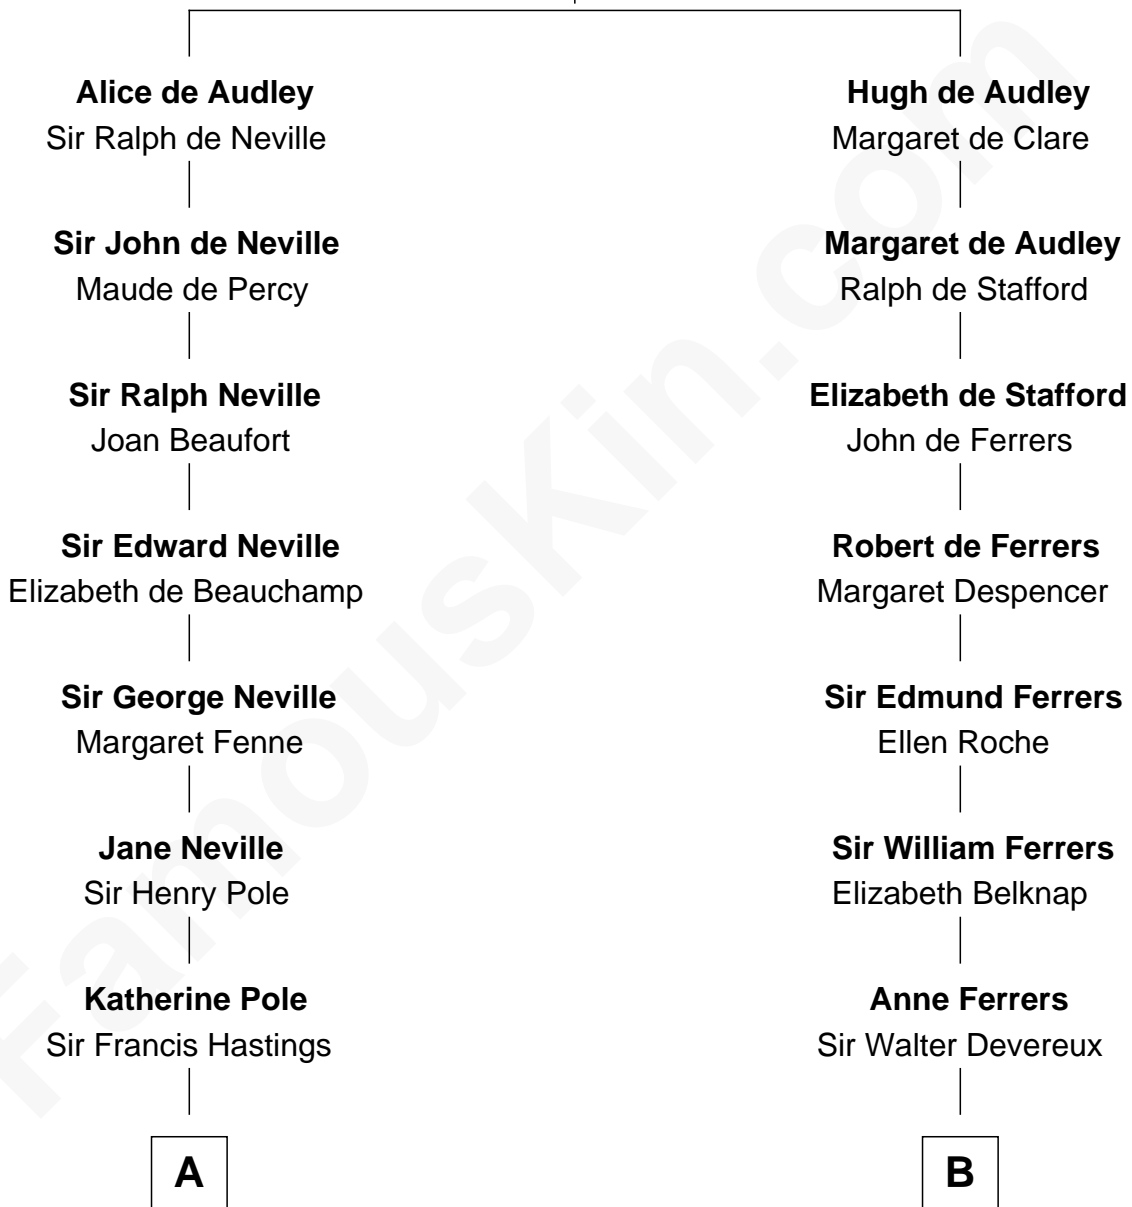 Alice de Audley
Sir Ralph de Neville
Sir John de Neville
Maude de Percy
Sir Ralph Neville
Joan Beaufort
Sir Edward Neville
Elizabeth de Beauchamp
Sir George Neville
Margaret Fenne
Jane Neville
Sir Henry Pole
Katherine Pole
Sir Francis Hastings
A
Hugh de Audley
Margaret de Clare
Margaret de Audley
Ralph de Stafford
Elizabeth de Stafford
John de Ferrers
Robert de Ferrers
Margaret Despencer
Sir Edmund Ferrers
Ellen Roche
Sir William Ferrers
Elizabeth Belknap
Anne Ferrers
Sir Walter Devereux
B
FamousKin.com